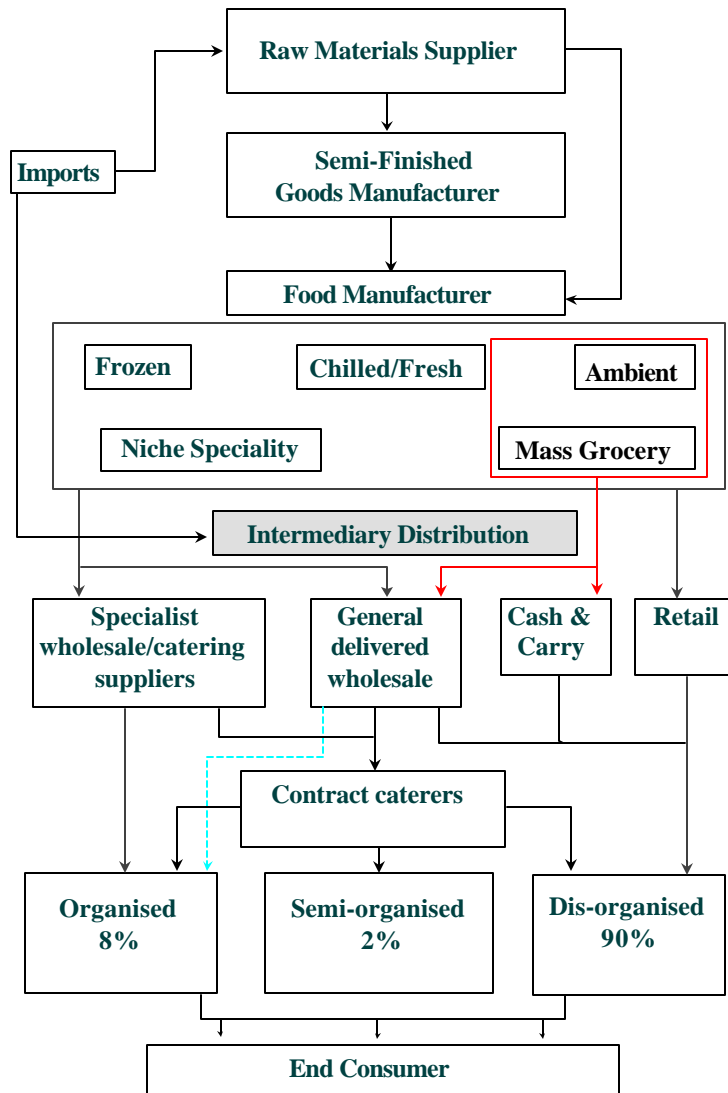 Raw Materials Supplier
Semi-Finished
Goods Manufacturer
Imports
Food Manufacturer
Frozen
Chilled/Fresh
Ambient
Niche Speciality
Mass Grocery
Intermediary Distribution
Specialist
wholesale/catering
suppliers
General
delivered
wholesale
Cash &
Carry
Retail
Contract caterers
Organised
8%
Semi-organised
2%
Dis-organised
90%
End Consumer